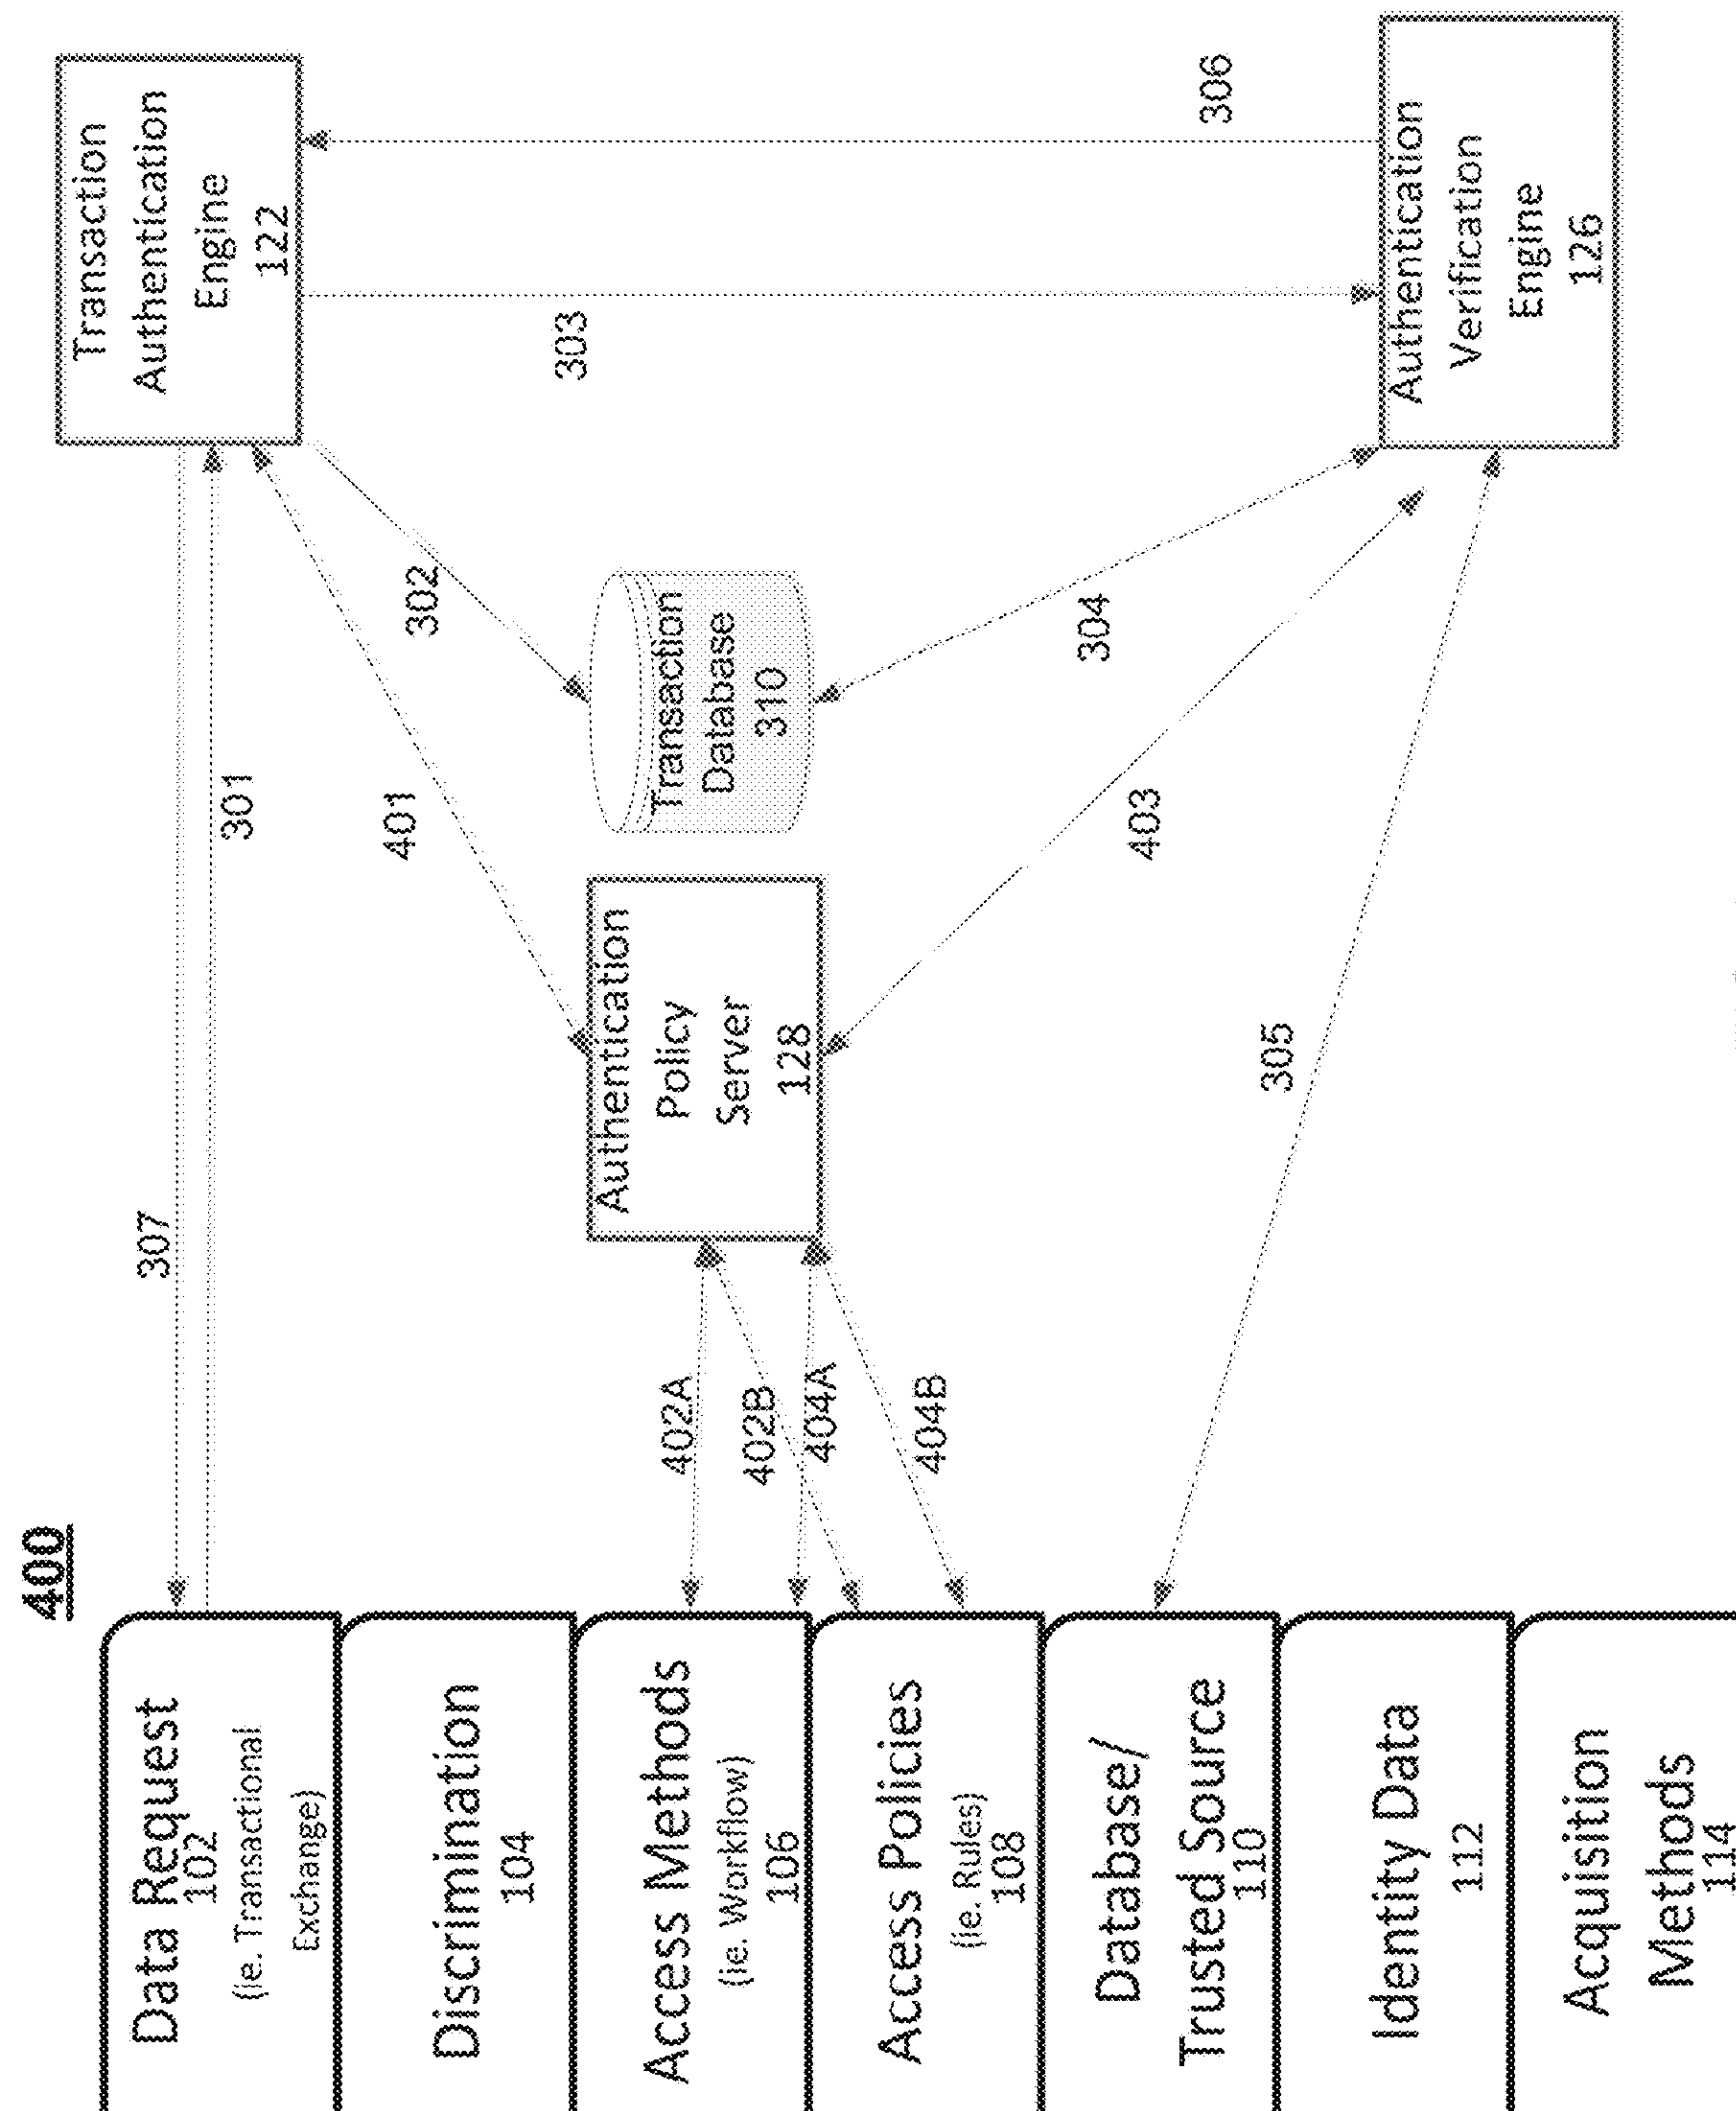 400
Data Request
102
(ie. Transactional
Exchange)
Discrimination
104
Access Methods
(ie. Workflow)
106
Access Policies
(ie. Rules)
108
Database/
Trusted Source
110
Identity Data
112
Acquisition
Methods
114
307
301
402A
402B
404A
404B
305
Authentication
Policy
Server
128
401
403
302
Transaction
Database
310
304
Transaction
Authentication
Engine
122
303
306
Authentication
Verification
Engine
126